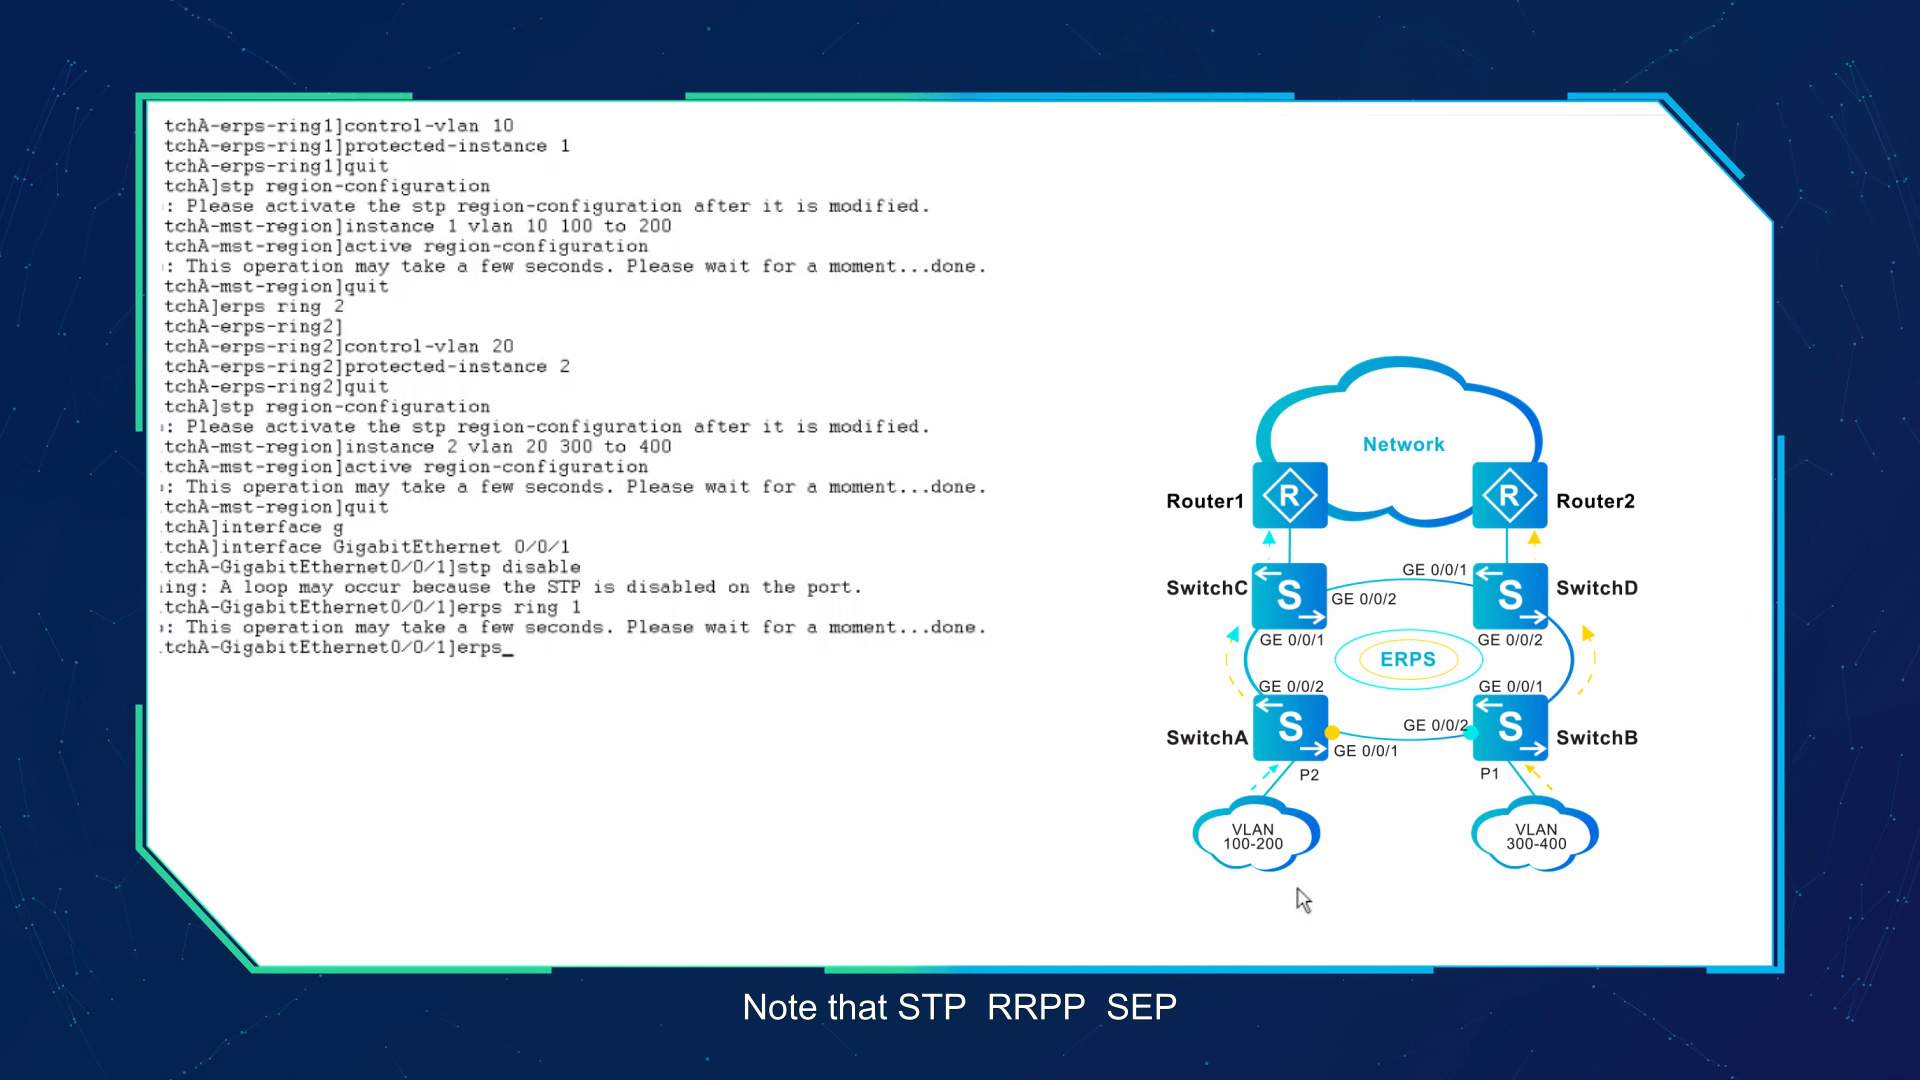 tchA-erps-ring1]control-vlan 10
tchA-erps-ring1]protected-instance 1
tchA-erps-ring1]quit
tchA]stp region-configuration
: Please activate the stp region-configuration after it is modified.
tchA-mst-region]instance 1 vlan 10 100 to 200
tchA-mst-region]active region-configuration
: This operation may take a few seconds. Please wait for a moment...done.
tchA-mst-region]quit
tchA]erps ring 2
tchA-erps-ring2]
tchA-erps-ring2]control-vlan 20
tchA-erps-ring2]protected-instance 2
tchA-erps-ring2]quit
tchA]stp region-configuration
: Please activate the stp region-configuration after it is modified.
tchA-mst-region]instance 2 vlan 20 300 to 400
tchA-mst-region]active region-configuration
: This operation may take a few seconds. Please wait for a moment...done.
tchA-mst-region]quit
tchA]interface g
tchA]interface GigabitEthernet 0/0/1
tchA-GigabitEthernet0/0/1]stp disable
ing: A loop may occur because the STP is disabled on the port.
tchA-GigabitEthernet0/0/1]erps ring 1
: This operation may take a few seconds. Please wait for a moment...done.
tchA-GigabitEthernet0/0/1]erps_
Network
Router1
R
R
Router2
SwitchC
S
GE 0/0/1
GE 0/0/2
S
SwitchD
GE 0/0/1
GE 0/0/2
ERPS
GE 0/0/2
GE 0/0/1
SwitchA
S
GE 0/0/2
GE 0/0/1
S
SwitchB
P2
P1
VLAN
100-200
VLAN
300-400
Note that STP RRPP SEP